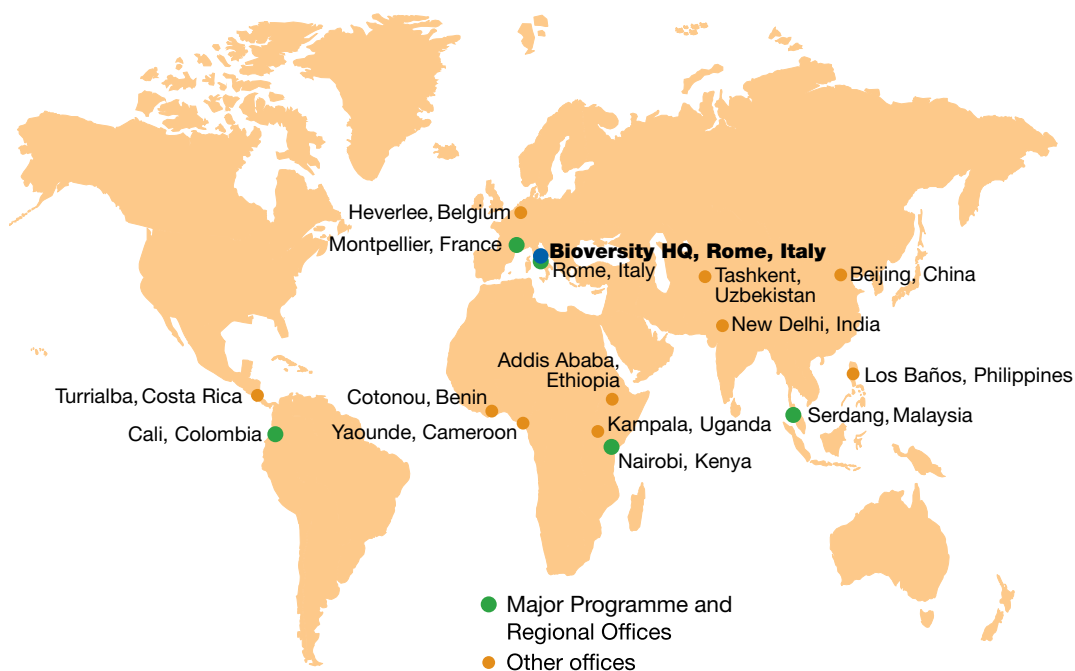 Heverlee, Belgium
Montpellier, France
Bioversity HQ, Rome, Italy
Rome, Italy
Tashkent,
Uzbekistan
Beijing, China
New Delhi, India
Addis Ababa,
Ethiopia
Los Baños, Philippines
Turrialba, Costa Rica
Cotonou, Benin
Serdang, Malaysia
Cali, Colombia
Yaounde, Cameroon
Kampala, Uganda
Nairobi, Kenya
Major Programme and
Regional Offices
Other offices